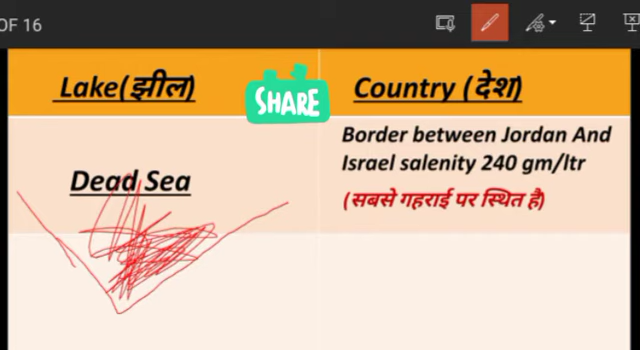 OF 16
Lake(झील)
SHARE
Country (देश)
Border between Jordan And
Israel salenity 240 gm/ltr
(सबसे गहराई पर स्थित है)
Dead Sea